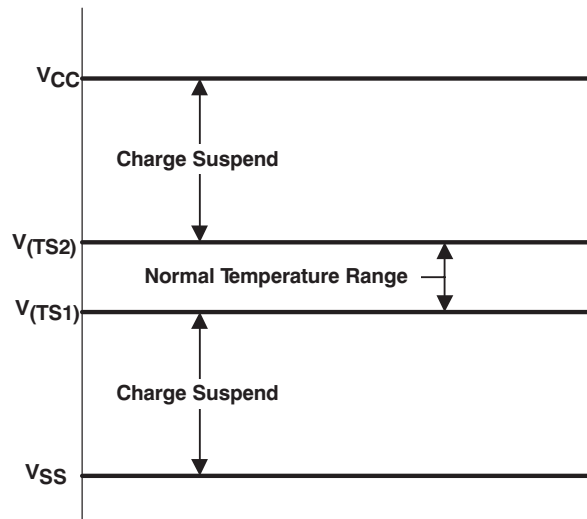 VCC
Charge Suspend
V(TS2)
Normal Temperature Range
V(TS1)
Charge Suspend
VSS